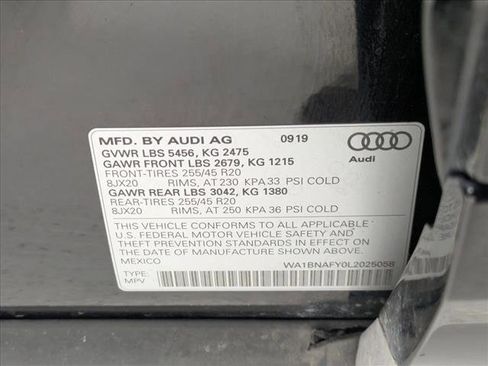 MFD. BY AUDI AG 0919
GVWR LBS 5456, KG 2475
GAWR FRONT LBS 2679, KG 1215
FRONT-TIRES 255/45 R20
8JX20 RIMS, AT 230 KPA 33 PSI COLD
GAWR REAR LBS 3042, KG 1380
REAR-TIRES 255/45 R20
8JX20 RIMS, AT 250 KPA 36 PSI COLD
Audi
THIS VEHICLE CONFORMS TO ALL APPLICABLE
U.S. FEDERAL MOTOR VEHICLE SAFETY AND
THEFT PREVENTION STANDARDS IN EFFECT ON
THE DATE OF MANUFACTURE SHOWN ABOVE.
MEXICO
WA1BNAFY0L2025058
TYPE:
MPV